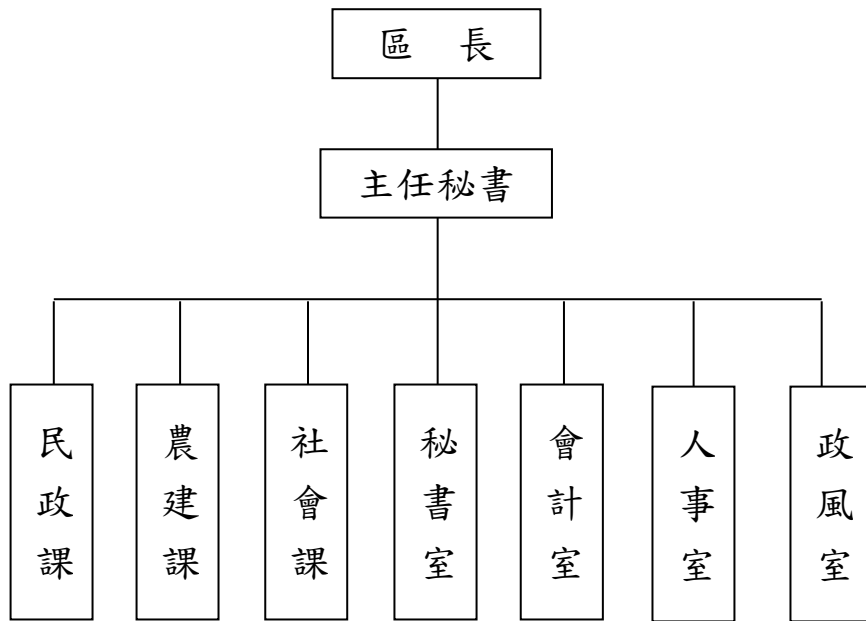 區 長
主任秘書
民政課
農建課
社會課
秘書室
會計室
人事室
政風室